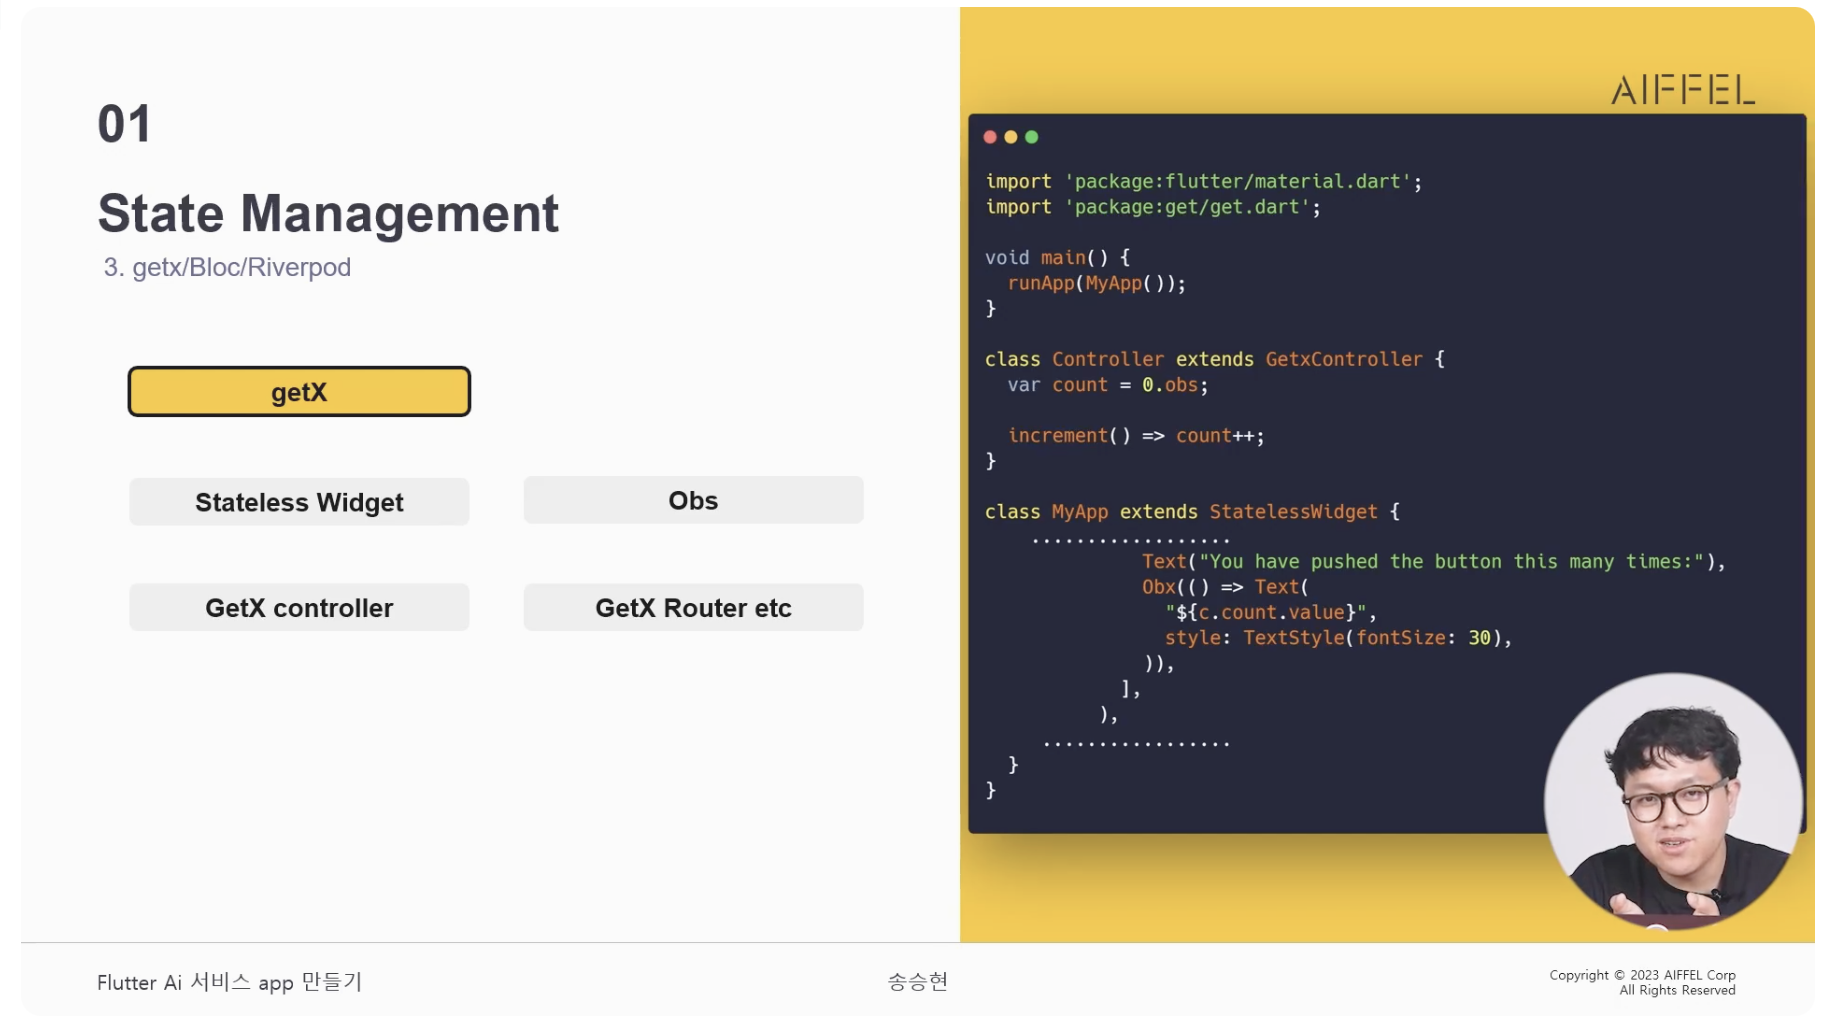 01
State Management
3. getx/Bloc/Riverpod
getX
Stateless Widget
Obs
GetX controller
GetX Router etc
AIFFEL
import 'package:flutter/material.dart';
import 'package:get/get.dart';
void main() {
  runApp(MyApp());
}
class Controller extends GetxController {
  var count = 0.obs;
  increment() => count++;
}
class MyApp extends StatelessWidget {
    ..................
              Text("You have pushed the button this many times:"),
              Obx(() => Text(
                "${c.count.value}",
                style: TextStyle(fontSize: 30),
              )),
            ],
          ),
     .................
  }
}
Flutter Ai 서비스 app 만들기
송승현
Copyright © 2023 AIFFEL Corp
All Rights Reserved